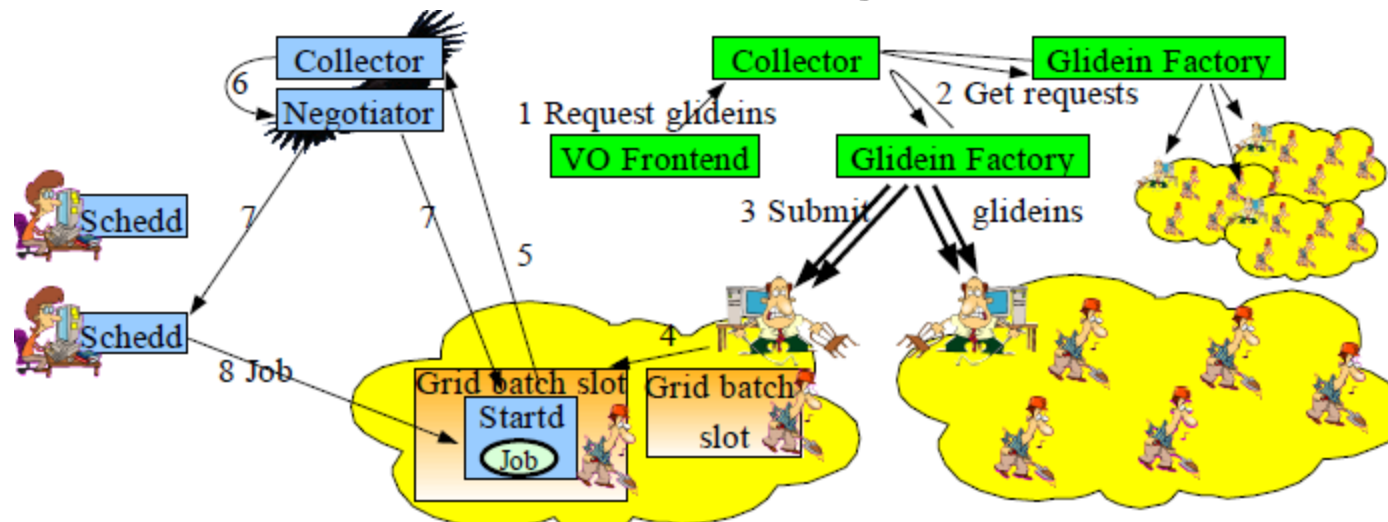 Collector
6
Negotiator
Collector
Glidein Factory
2 Get requests
1 Request glideins
VO Frontend
Glidein Factory
3 Submit glideins
Schedd
7
7
5
Schedd
8 Job
4
Grid batch slot
Startd
Job
Grid batch
slot